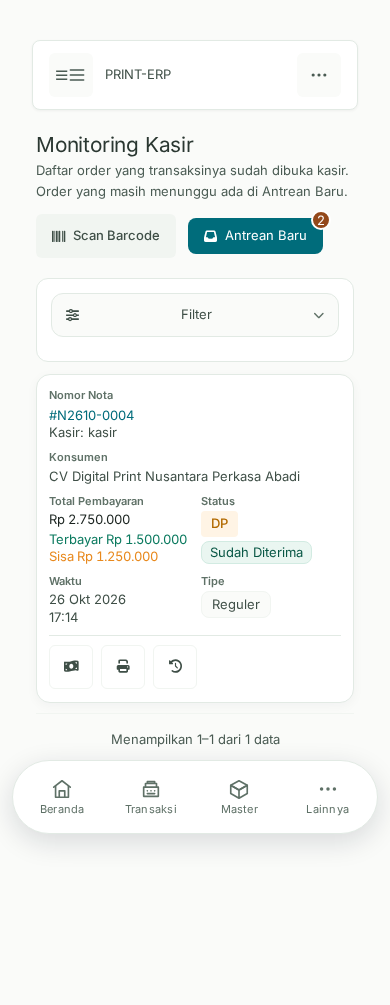 PRINT-ERP
Monitoring Kasir
Daftar order yang transaksinya sudah dibuka kasir.
Order yang masih menunggu ada di Antrean Baru.
Scan Barcode
Antrean Baru
2
Filter
Nomor Nota
#N2610-0004
Kasir: kasir
Konsumen
CV Digital Print Nusantara Perkasa Abadi
Total Pembayaran
Rp 2.750.000
Terbayar Rp 1.500.000
Sisa Rp 1.250.000
Status
DP
Sudah Diterima
Waktu
26 Okt 2026
17:14
Tipe
Reguler
Menampilkan 1–1 dari 1 data
Beranda
Transaksi
Master
Lainnya